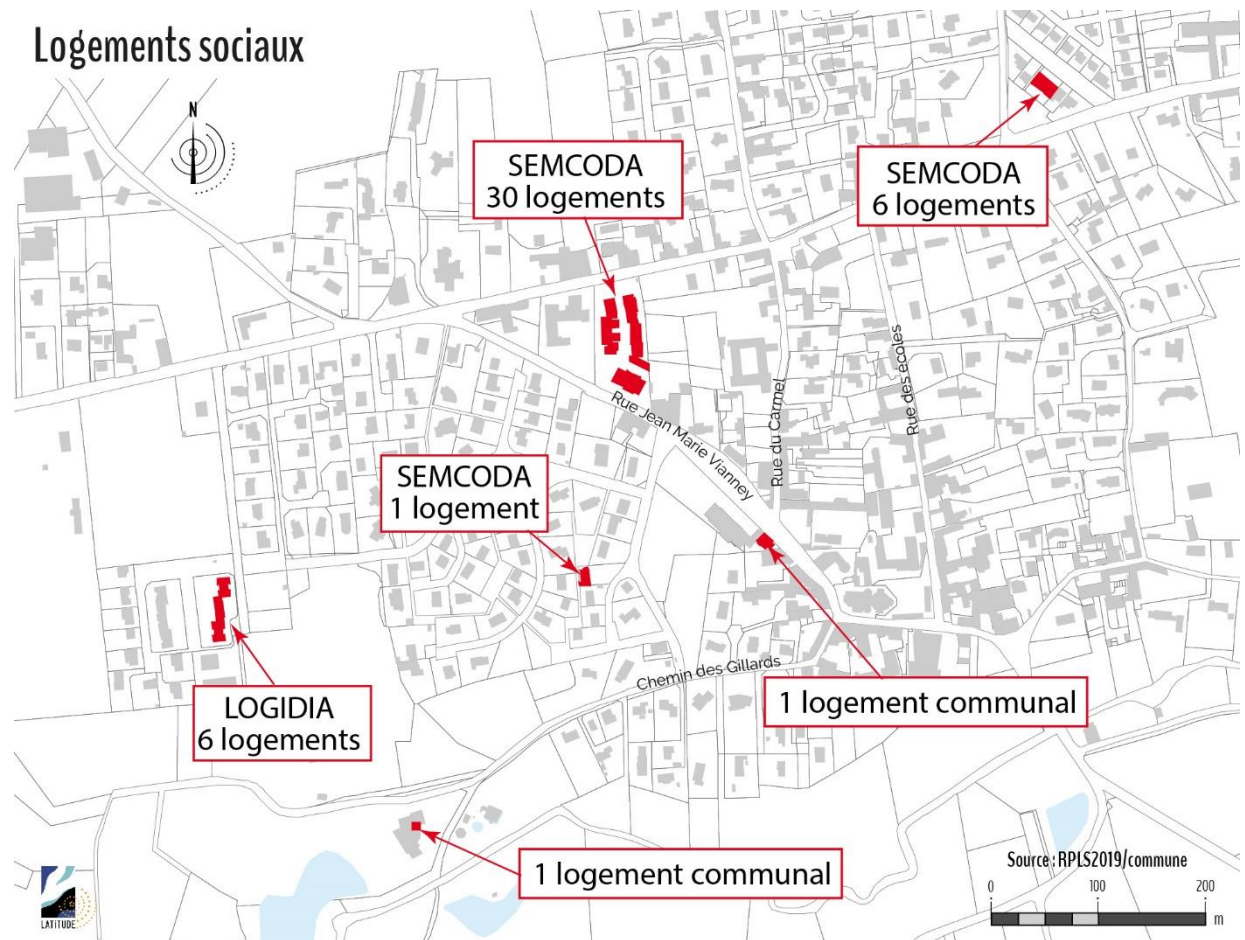 Logements sociaux
N
SEMCODA
30 logements
SEMCODA
6 logements
Rue Jean Marie Vianney
Rue du Carmel
Rue des écoles
SEMCODA
1 logement
Chemin des Gillards
LOGIDIA
6 logements
1 logement communal
1 logement communal
Source : RPLS2019/commune
0 100 200
m
LATITUDE